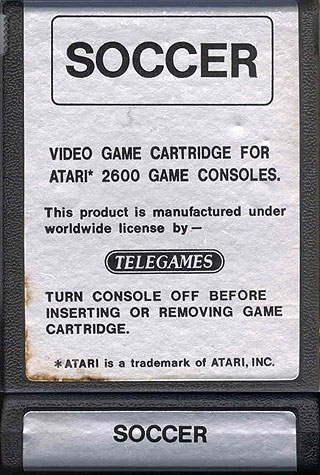 SOCCER
VIDEO GAME CARTRIDGE FOR
ATARI* 2600 GAME CONSOLES.
This product is manufactured under
worldwide license by —
TELEGAMES
TURN CONSOLE OFF BEFORE
INSERTING OR REMOVING GAME
CARTRIDGE.
*ATARI is a trademark of ATARI, INC.
SOCCER